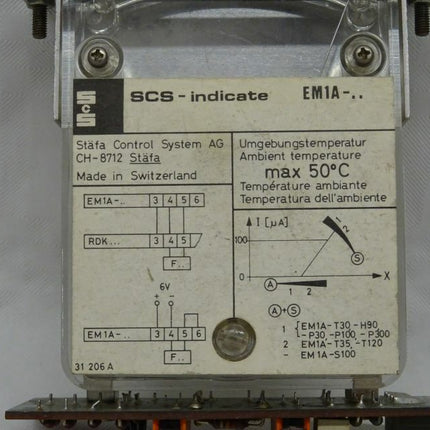 SCS
SCS - indicate EM1A - ..
Stäfa Control System AG
CH - 8712 Stäfa
Made in Switzerland
Umgebungstemperatur
Ambient temperature
max 50°C
Température ambiante
Temperatura dell'ambiente
EM1A - .. 3 4 5 6
RDK ... 3 4 5
F ..
6V
+ -
EM1A - .. 3 4 5 6
F ..
31 206 A
I [µA]
100
0
X
1
2
S
A
1
2
A + S
1 EM1A - T30 - H90
- P30, - P100, - P300
2 EM1A - T35, - T120
- EM1A - S100